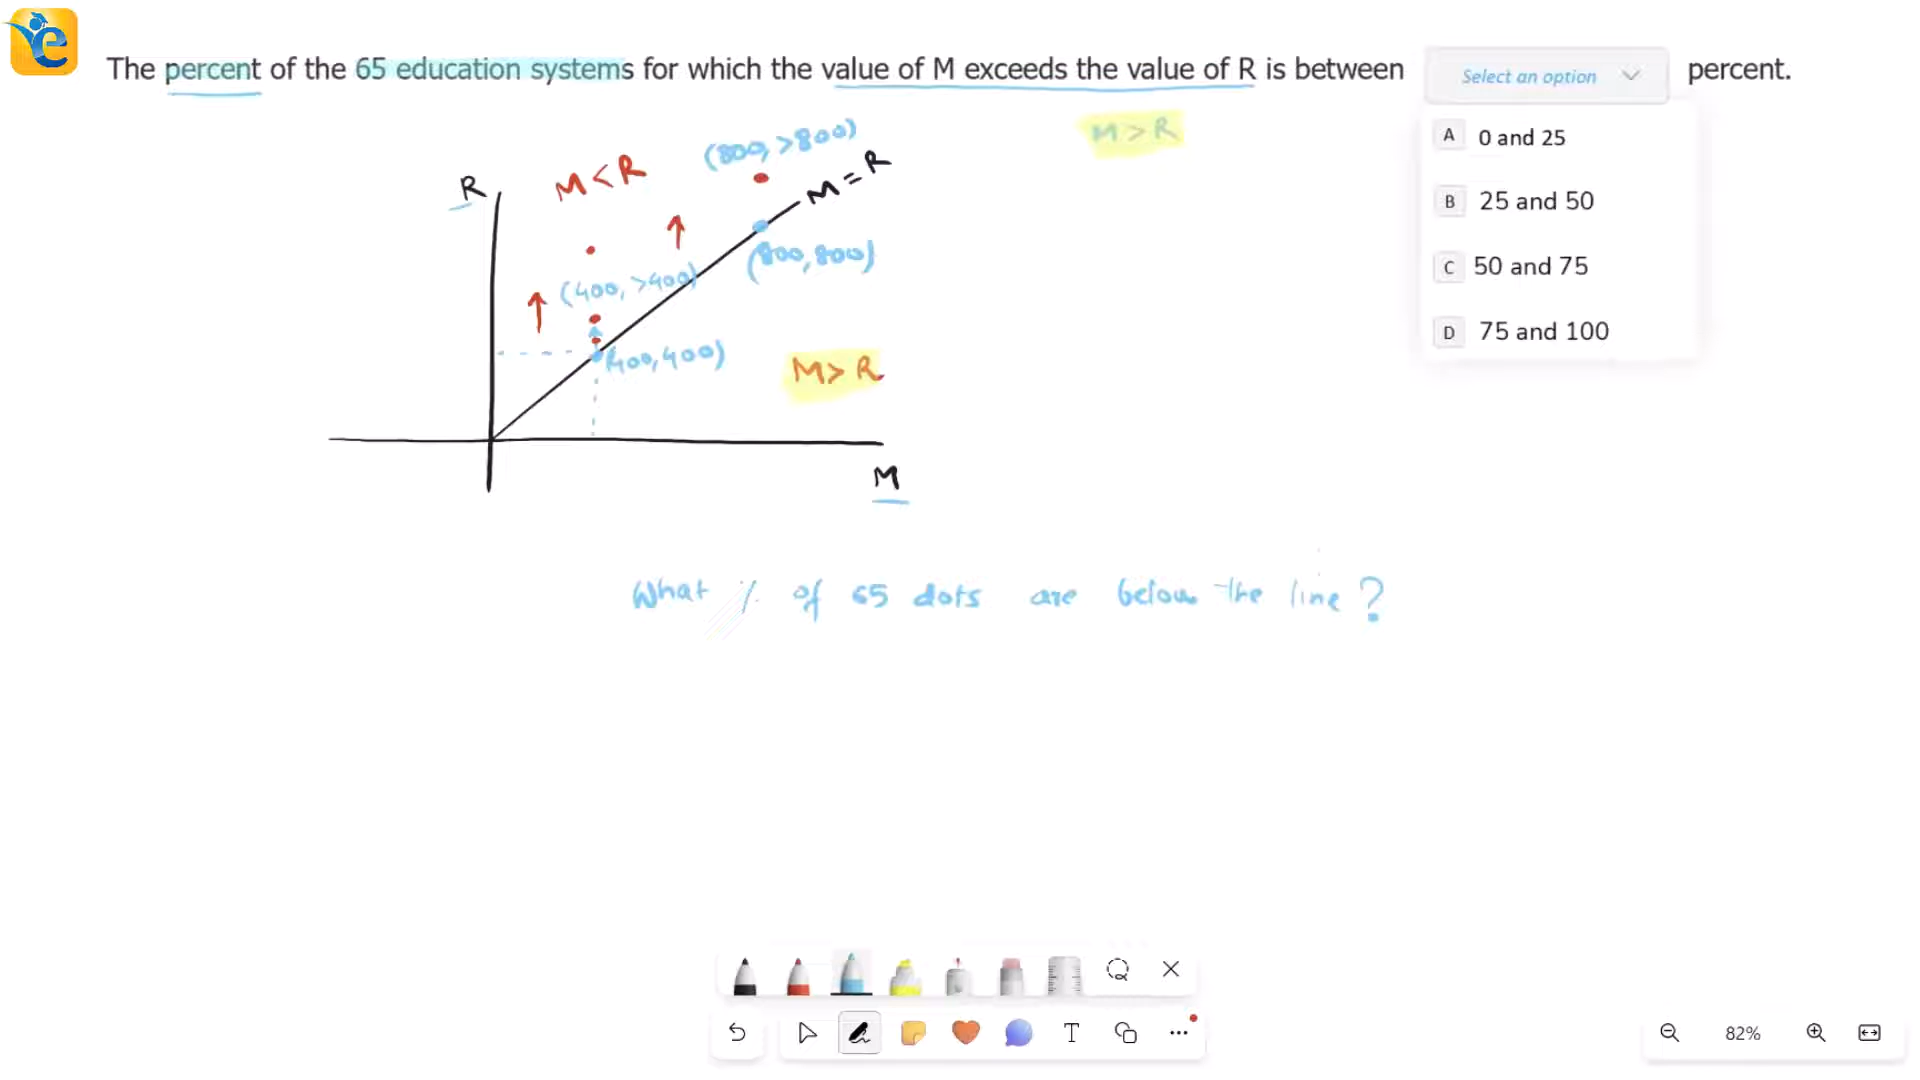 The percent of the 65 education systems for which the value of M exceeds the value of R is between Select an option percent.
A 0 and 25
B 25 and 50
C 50 and 75
D 75 and 100
M > R
(800, >800)
M < R
M = R
R
(800, 800)
(400, >400)
(400, 400)
M > R
M
What % of 65 dots are below the line?
T
82%